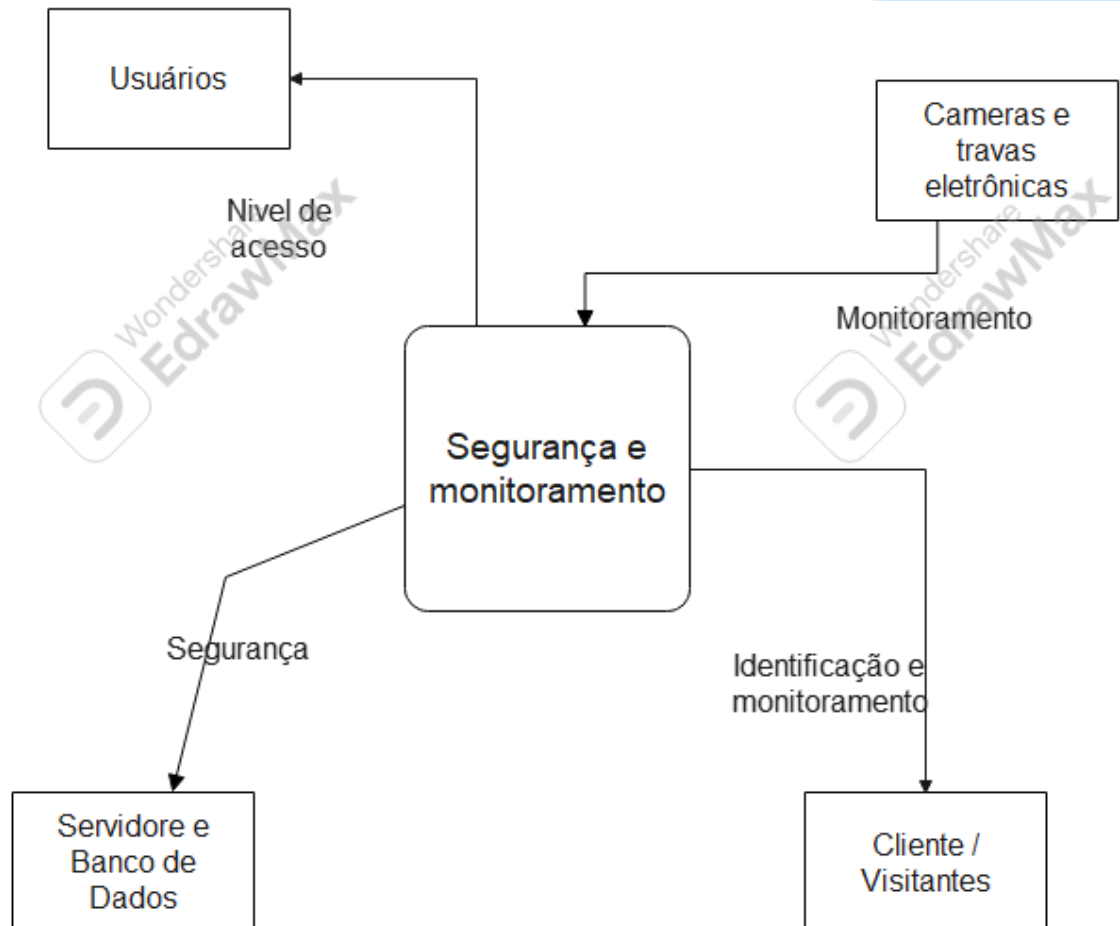 Usuários
Cameras e
travas
eletrônicas
Nivel de
acesso
Wondershare
EdrawMax
Monitoramento
Wondershare
EdrawMax
Segurança e
monitoramento
Segurança
Identificação e
monitoramento
Servidore e
Banco de
Dados
Cliente /
Visitantes